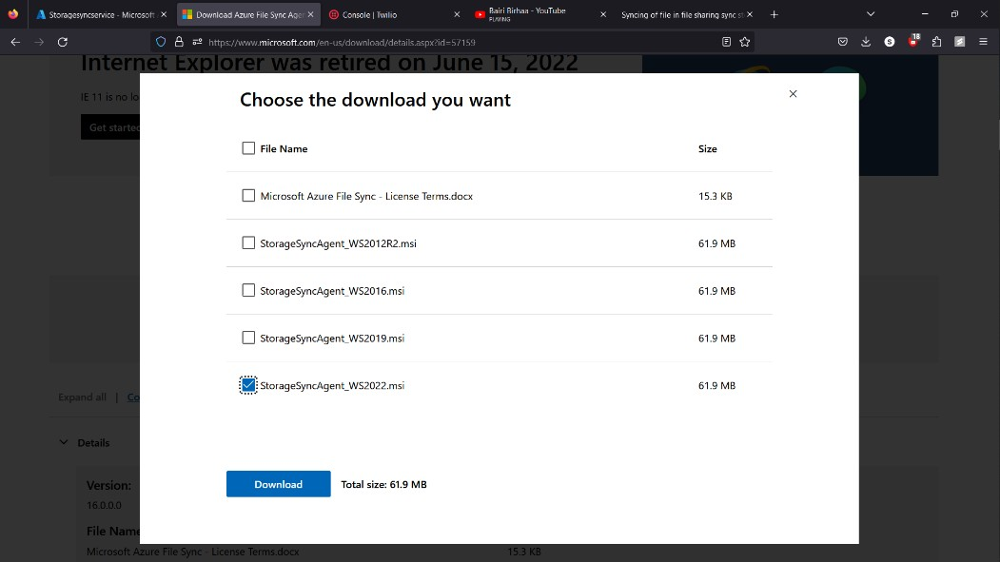 Storagesyncservice - Microsoft
Download Azure File Sync Agen
Console | Twilio
Bairi Birhaa - YouTube
PLAYING
Syncing of file in file sharing sync s
https://www.microsoft.com/en-us/download/details.aspx?id=57159
18
Internet Explorer was retired on June 15, 2022
IE 11 is no lo
Get started
Choose the download you want
File Name Size
Microsoft Azure File Sync - License Terms.docx 15.3 KB
StorageSyncAgent_WS2012R2.msi 61.9 MB
StorageSyncAgent_WS2016.msi 61.9 MB
StorageSyncAgent_WS2019.msi 61.9 MB
StorageSyncAgent_WS2022.msi 61.9 MB
Expand all | Co
Details
Download Total size: 61.9 MB
Version:
16.0.0.0
File Name
Microsoft Azure File Sync - License Terms.docx 15.3 KB